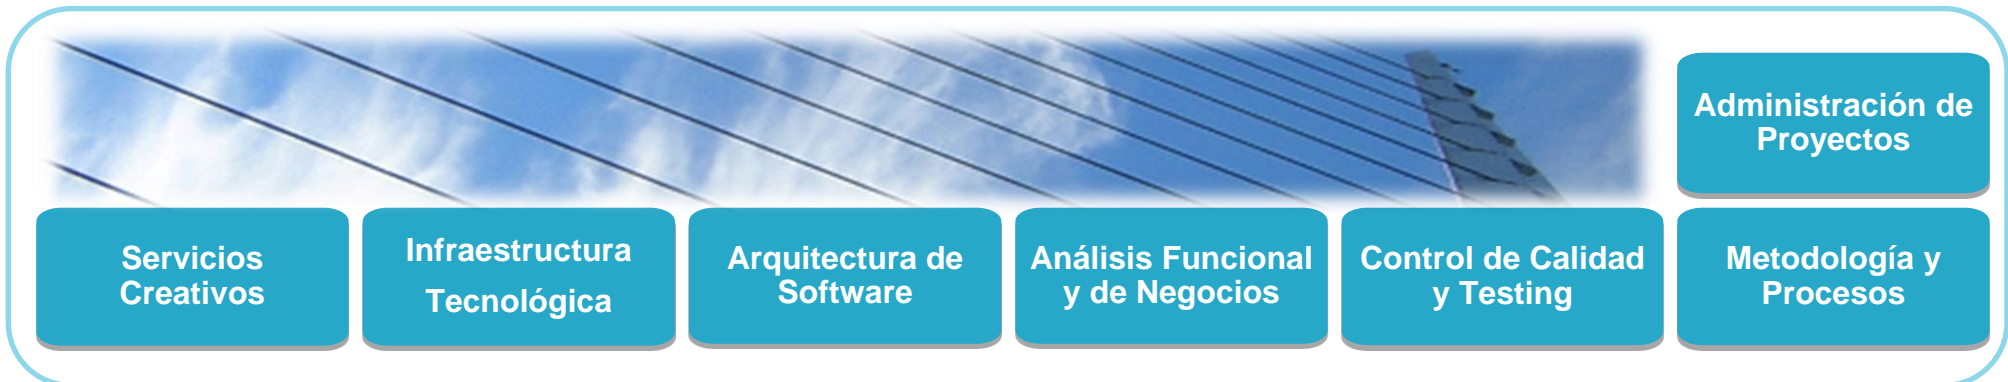 Administración de
Proyectos
Servicios
Creativos
Infraestructura
Tecnológica
Arquitectura de
Software
Análisis Funcional
y de Negocios
Control de Calidad
y Testing
Metodología y
Procesos